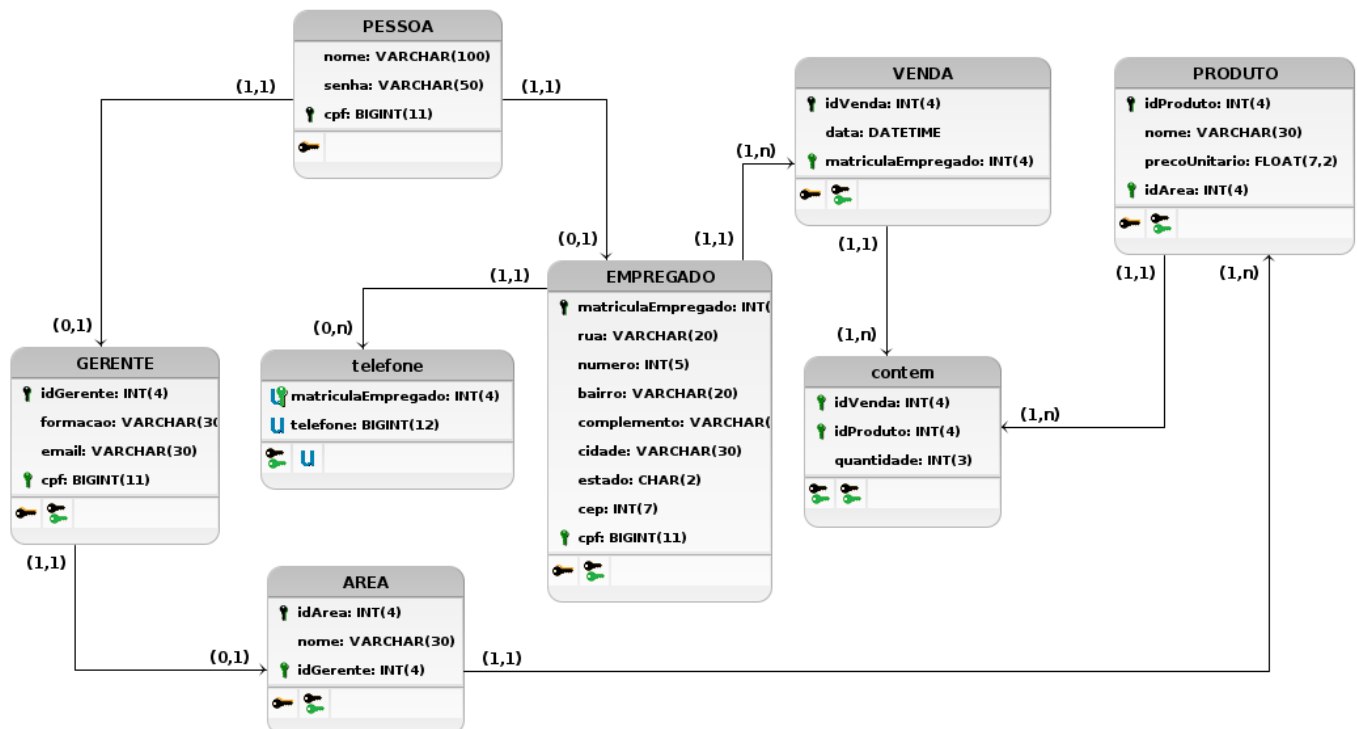 PESSOA
nome: VARCHAR(100)
senha: VARCHAR(50)
cpf: BIGINT(11)
(1,1)
(1,1)
(0,1)
(0,1)
VENDA
idVenda: INT(4)
data: DATETIME
matriculaEmpregado: INT(4)
(1,n)
(1,1)
(1,1)
(1,n)
PRODUTO
idProduto: INT(4)
nome: VARCHAR(30)
precoUnitario: FLOAT(7,2)
idArea: INT(4)
(1,1)
(1,n)
(1,n)
EMPREGADO
matriculaEmpregado: INT(
rua: VARCHAR(20)
numero: INT(5)
bairro: VARCHAR(20)
complemento: VARCHAR(
cidade: VARCHAR(30)
estado: CHAR(2)
cep: INT(7)
cpf: BIGINT(11)
(1,1)
(0,n)
GERENTE
idGerente: INT(4)
formacao: VARCHAR(30
email: VARCHAR(30)
cpf: BIGINT(11)
(1,1)
(0,1)
telefone
u matriculaEmpregado: INT(4)
u telefone: BIGINT(12)
u
contem
idVenda: INT(4)
idProduto: INT(4)
quantidade: INT(3)
AREA
idArea: INT(4)
nome: VARCHAR(30)
idGerente: INT(4)
(1,1)